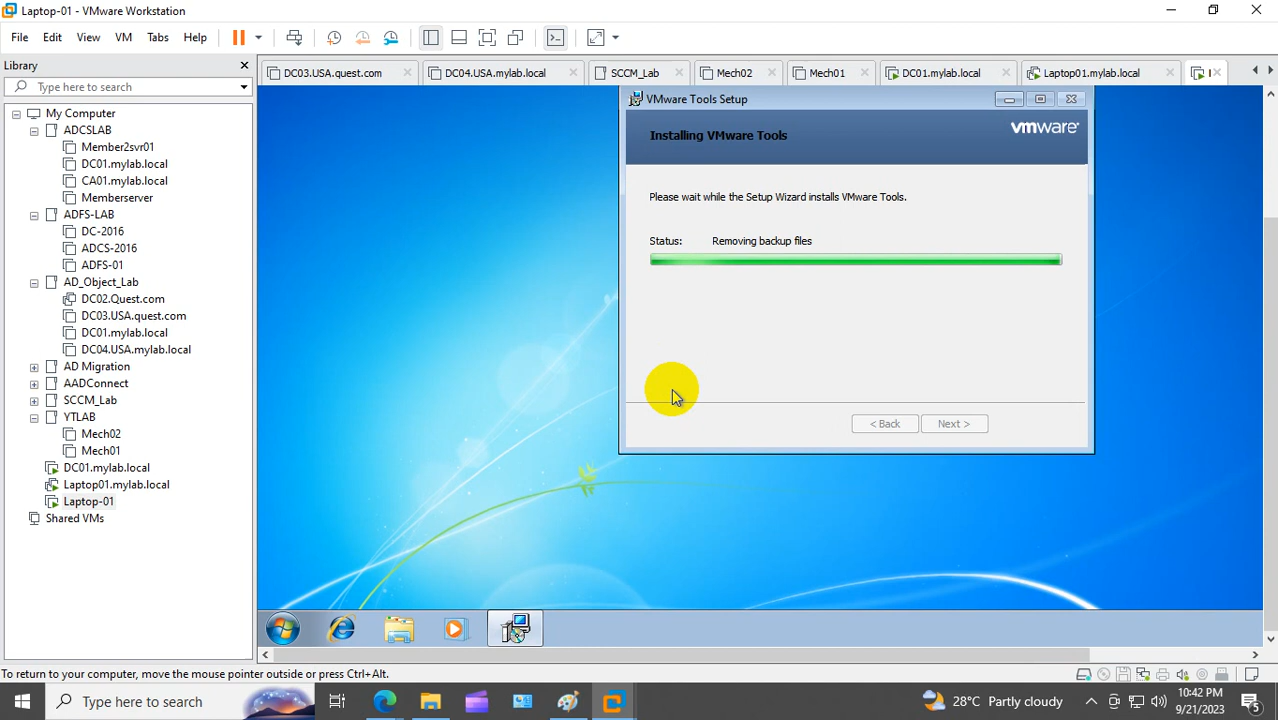 Laptop-01 - VMware Workstation
File Edit View VM Tabs Help
Library
Type here to search
My Computer
ADCSLAB
Member2svr01
DC01.mylab.local
CA01.mylab.local
Memberserver
ADFS-LAB
DC-2016
ADCS-2016
ADFS-01
AD_Object_Lab
DC02.Quest.com
DC03.USA.quest.com
DC01.mylab.local
DC04.USA.mylab.local
AD Migration
AADConnect
SCCM_Lab
YTLAB
Mech02
Mech01
DC01.mylab.local
Laptop01.mylab.local
Laptop-01
Shared VMs
DC03.USA.quest.com DC04.USA.mylab.local SCCM_Lab Mech02 Mech01 DC01.mylab.local Laptop01.mylab.local
VMware Tools Setup
Installing VMware Tools
vmware®
Please wait while the Setup Wizard installs VMware Tools.
Status: Removing backup files
< Back Next >
To return to your computer, move the mouse pointer outside or press Ctrl+Alt.
Type here to search
28°C Partly cloudy
10:42 PM
9/21/2023
5